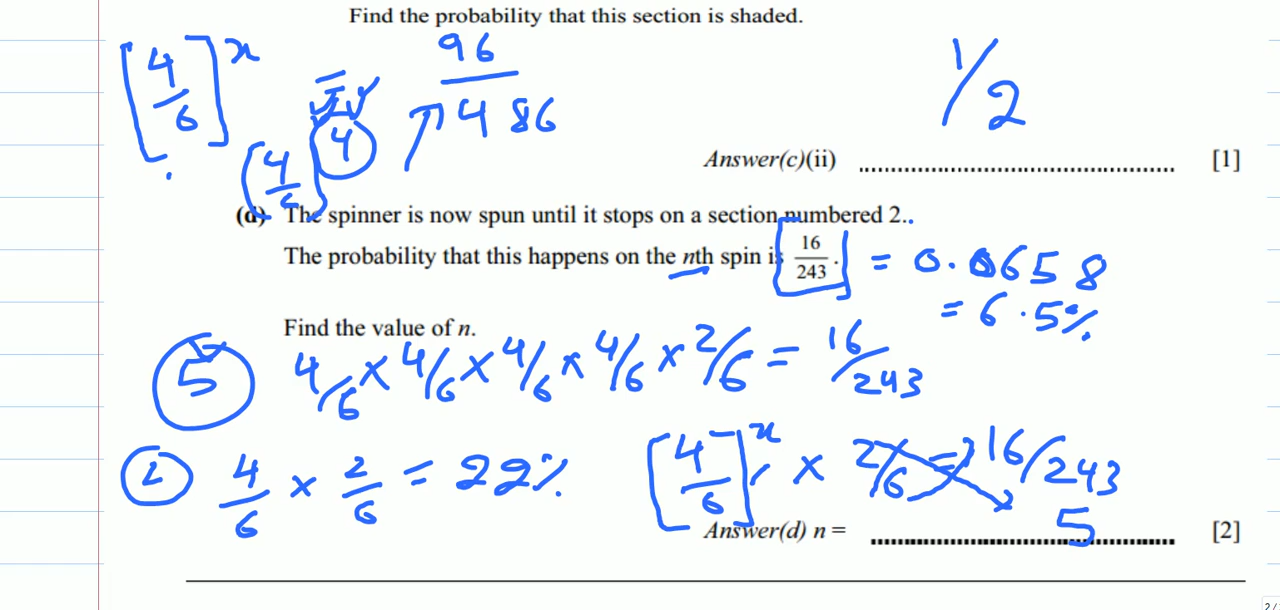 Find the probability that this section is shaded.
[4/6]^x
96/486
1/2
[4/6]^4
Answer(c)(ii) ........................ [1]
(d) The spinner is now spun until it stops on a section numbered 2..
The probability that this happens on the nth spin is [16/243.] = 0.0658
= 6.5%
Find the value of n.
5 4/6 × 4/6 × 4/6 × 4/6 × 2/6 = 16/243
2 4/6 × 2/6 = 22%
[4/6]^x × 2/6 = 16/243
Answer(d) n = ........ 5 ........ [2]